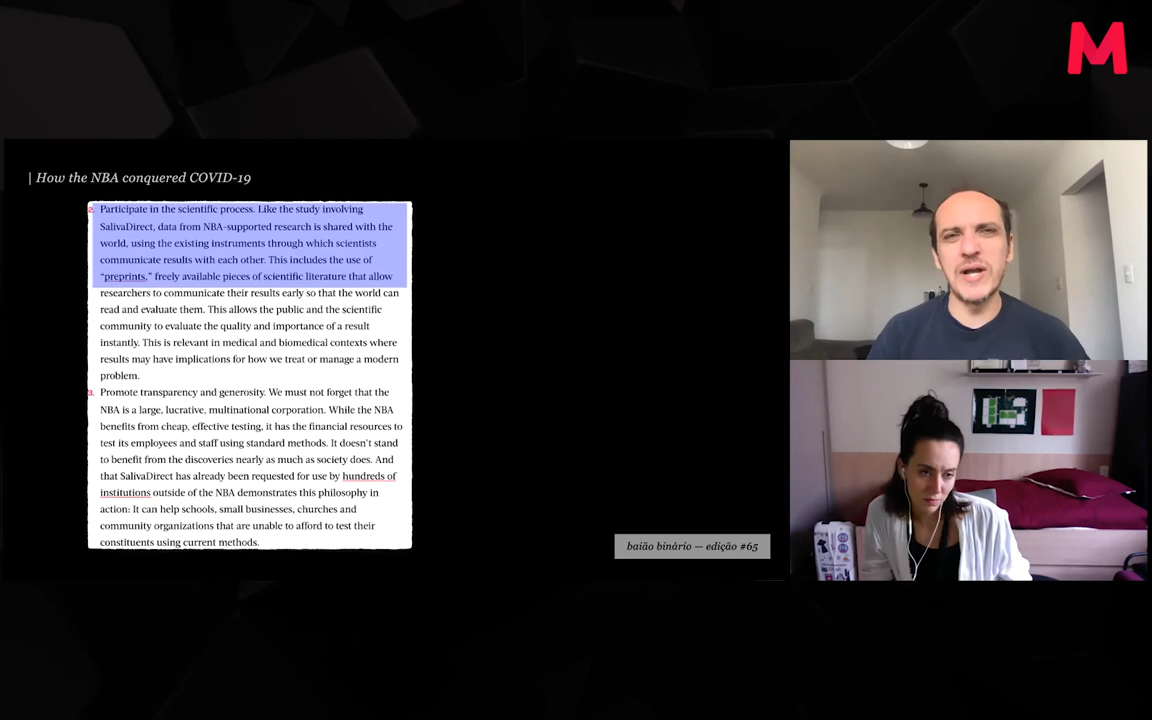 M
| How the NBA conquered COVID-19
2. Participate in the scientific process. Like the study involving
SalivaDirect, data from NBA-supported research is shared with the
world, using the existing instruments through which scientists
communicate results with each other. This includes the use of
“preprints,” freely available pieces of scientific literature that allow
researchers to communicate their results early so that the world can
read and evaluate them. This allows the public and the scientific
community to evaluate the quality and importance of a result
instantly. This is relevant in medical and biomedical contexts where
results may have implications for how we treat or manage a modern
problem.
3. Promote transparency and generosity. We must not forget that the
NBA is a large, lucrative, multinational corporation. While the NBA
benefits from cheap, effective testing, it has the financial resources to
test its employees and staff using standard methods. It doesn't stand
to benefit from the discoveries nearly as much as society does. And
that SalivaDirect has already been requested for use by hundreds of
institutions outside of the NBA demonstrates this philosophy in
action: It can help schools, small businesses, churches and
community organizations that are unable to afford to test their
constituents using current methods.
baião binário — edição #65